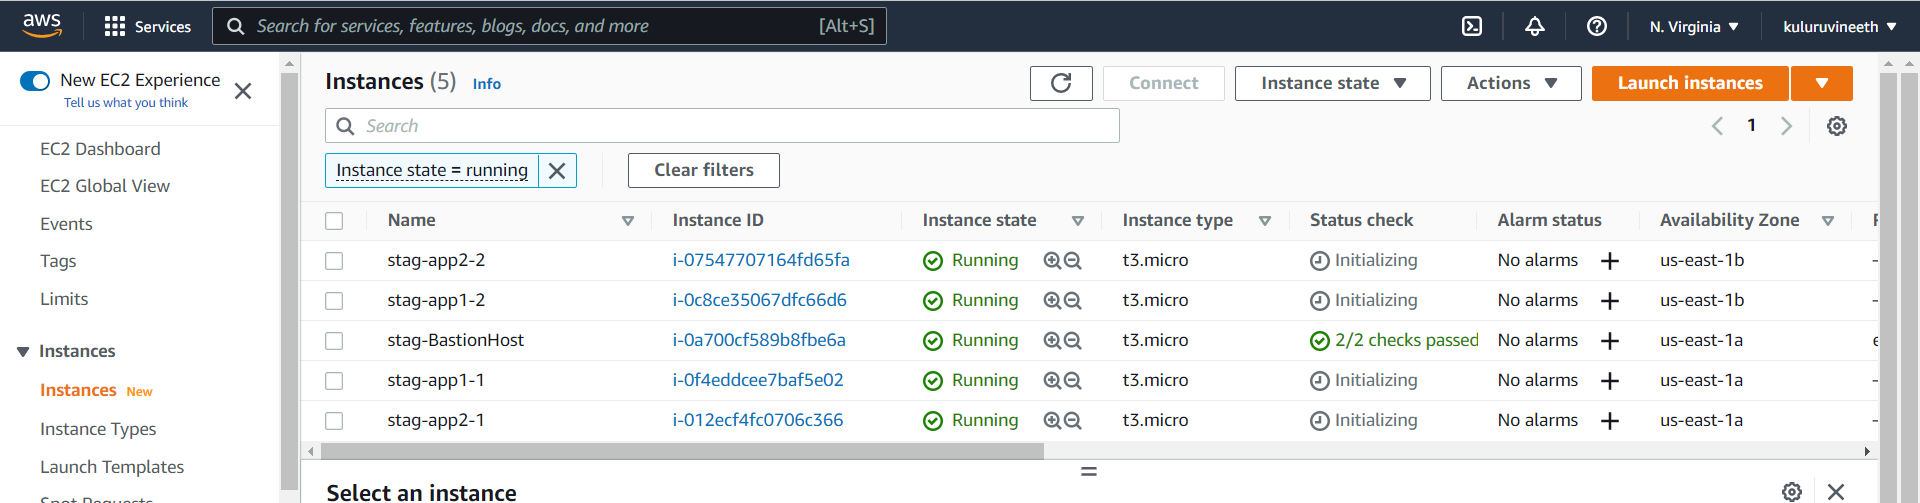 aws Services Search for services, features, blogs, docs, and more [Alt+S] N. Virginia kuluruvineeth
New EC2 Experience
Tell us what you think
EC2 Dashboard
EC2 Global View
Events
Tags
Limits
Instances
Instances New
Instance Types
Launch Templates
Spot Requests
Instances (5) Info Connect Instance state Actions Launch instances
Search 1
Instance state = running Clear filters
Name Instance ID Instance state Instance type Status check Alarm status Availability Zone
stag-app2-2 i-07547707164fd65fa Running t3.micro Initializing No alarms us-east-1b –
stag-app1-2 i-0c8ce35067dfc66d6 Running t3.micro Initializing No alarms us-east-1b –
stag-BastionHost i-0a700cf589b8fbe6a Running t3.micro 2/2 checks passed No alarms us-east-1a
stag-app1-1 i-0f4eddcee7baf5e02 Running t3.micro Initializing No alarms us-east-1a –
stag-app2-1 i-012ecf4fc0706c366 Running t3.micro Initializing No alarms us-east-1a –
Select an instance